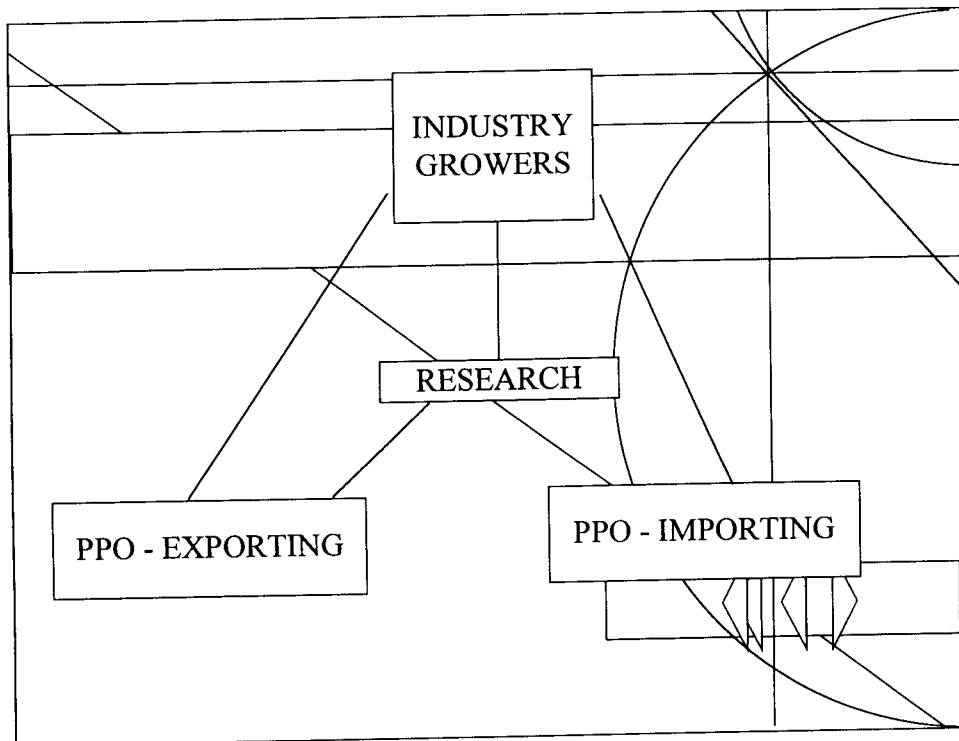 INDUSTRY
GROWERS
RESEARCH
PPO - EXPORTING
PPO - IMPORTING